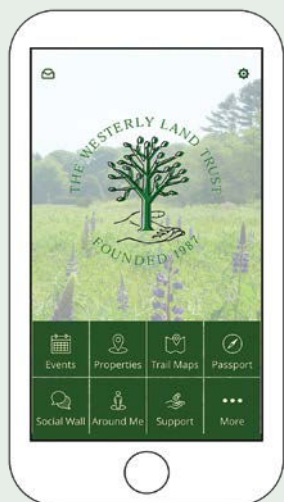 THE WESTERLY LAND TRUST
FOUNDED 1987
Events Properties Trail Maps Passport
Social Wall Around Me Support More